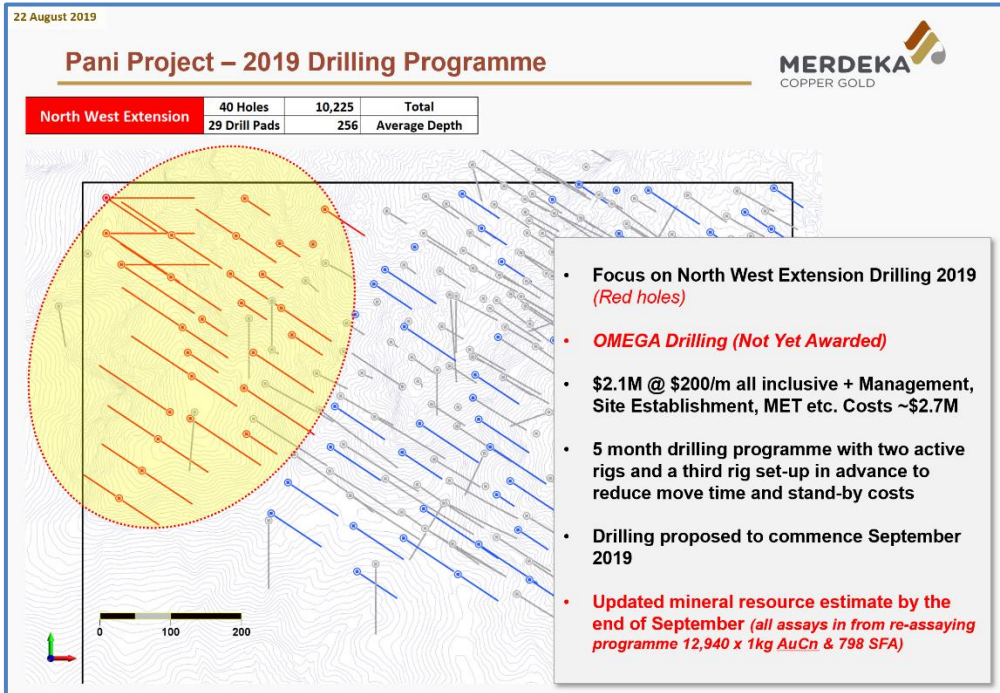 22 August 2019
Pani Project – 2019 Drilling Programme
MERDEKA
COPPER GOLD
North West Extension 40 Holes 10,225 Total
29 Drill Pads 256 Average Depth
• Focus on North West Extension Drilling 2019
(Red holes)
• OMEGA Drilling (Not Yet Awarded)
• $2.1M @ $200/m all inclusive + Management,
Site Establishment, MET etc. Costs ~$2.7M
• 5 month drilling programme with two active
rigs and a third rig set-up in advance to
reduce move time and stand-by costs
• Drilling proposed to commence September
2019
• Updated mineral resource estimate by the
end of September (all assays in from re-assaying
programme 12,940 x 1kg AuCn & 798 SFA)
0 100 200